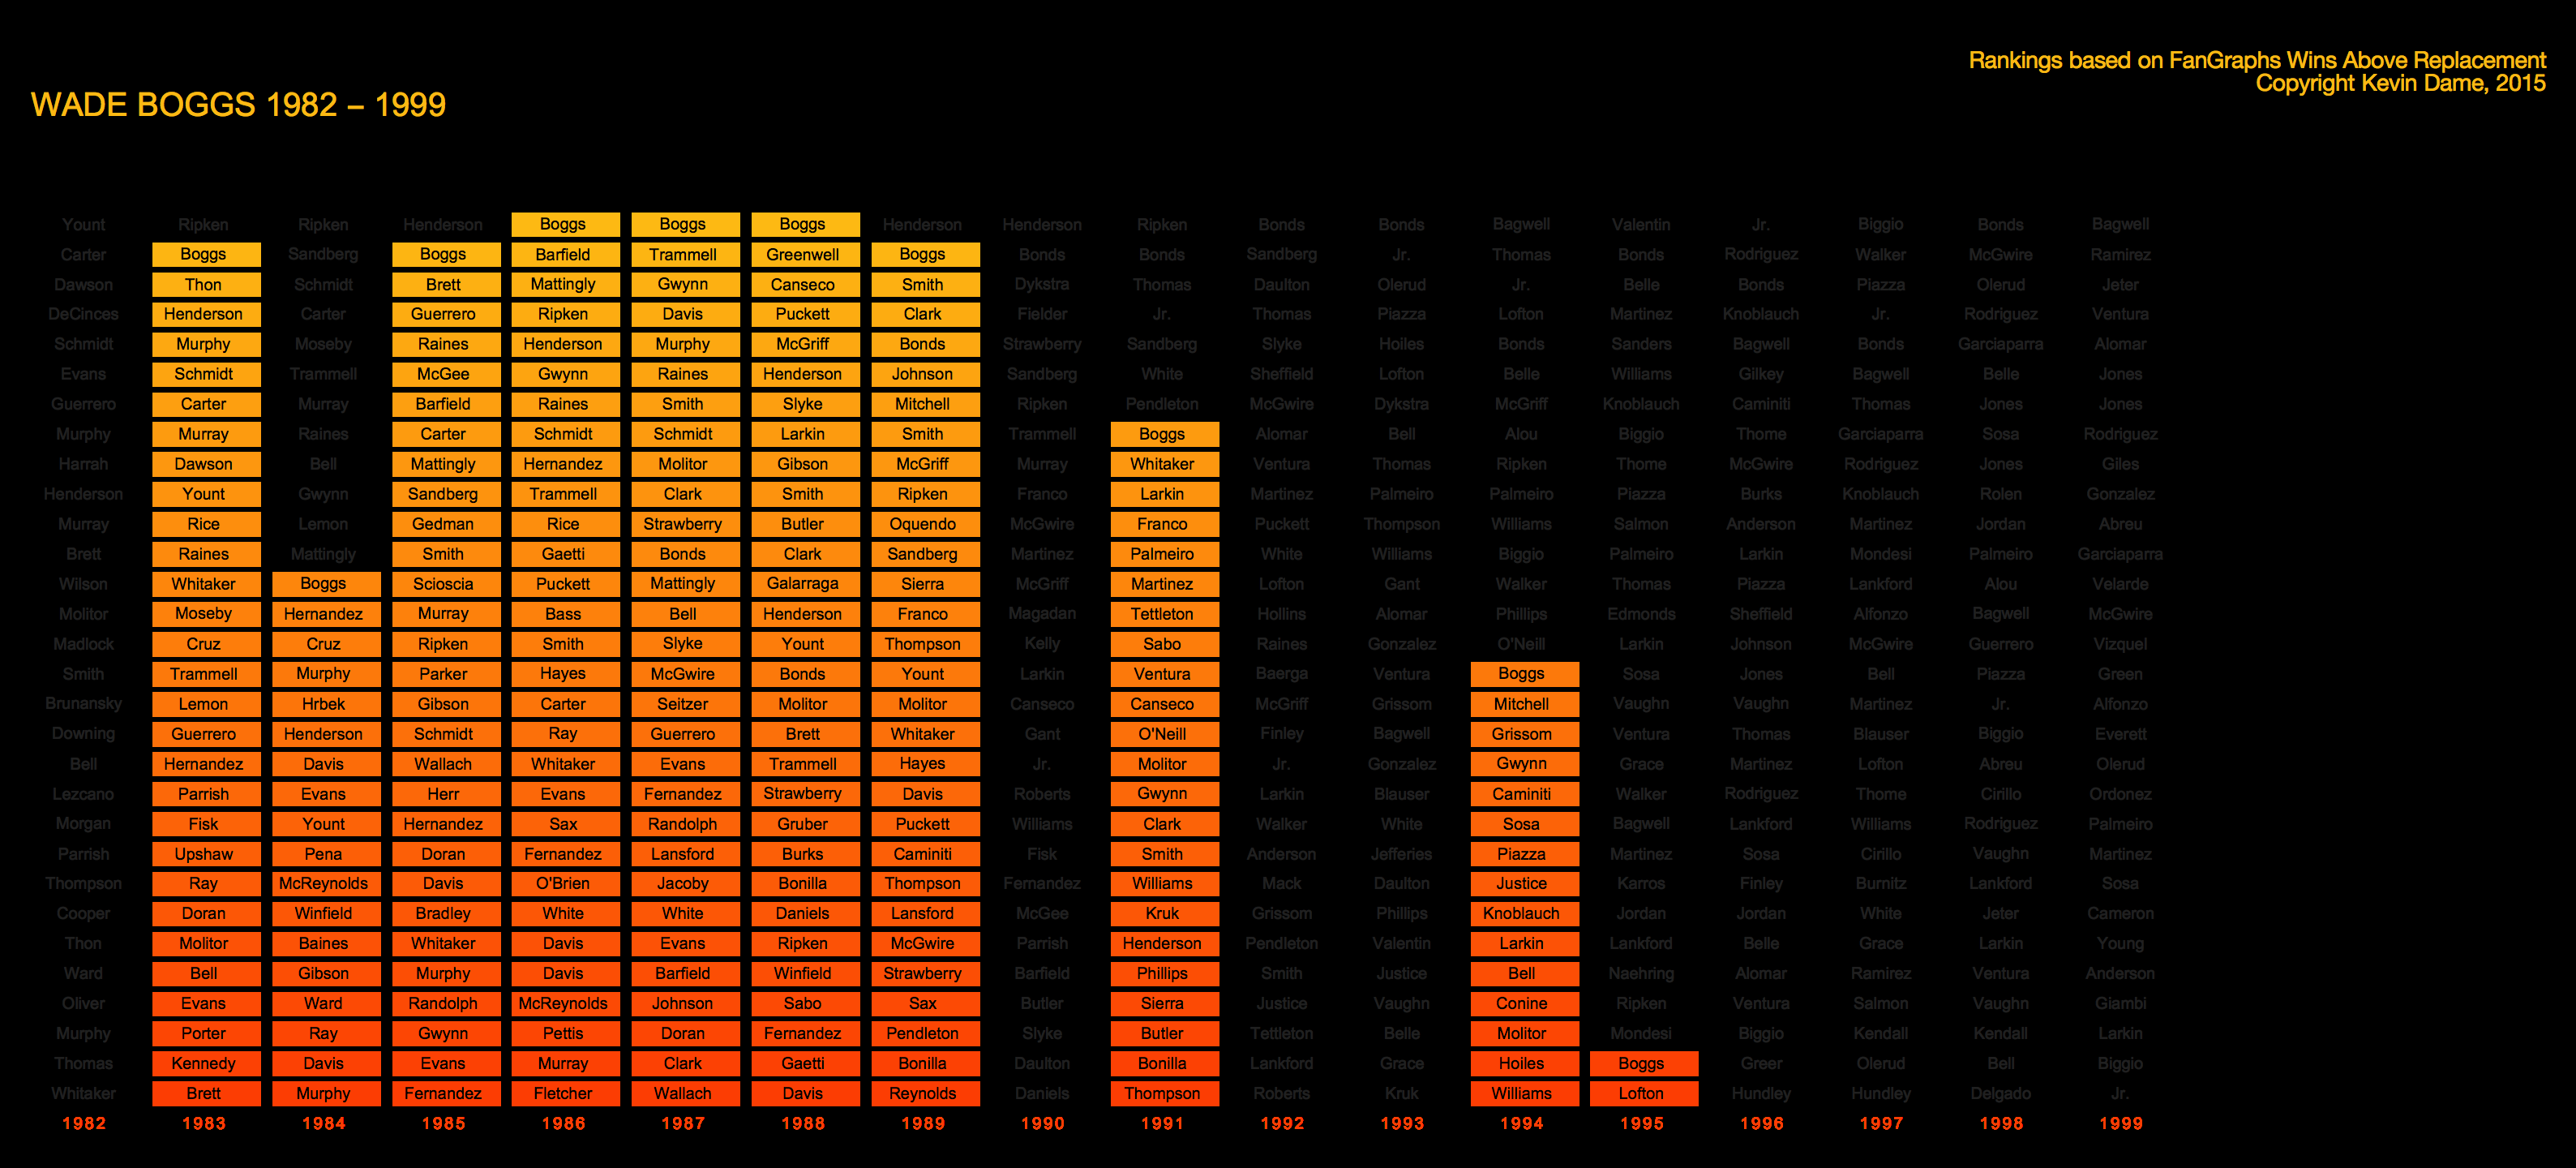 Rankings based on FanGraphs Wins Above Replacement
Copyright Kevin Dame, 2015
WADE BOGGS 1982 – 1999
Yount Ripken Ripken Henderson Boggs Boggs Boggs Henderson Henderson Ripken Bonds Bonds Bagwell Valentin Jr. Biggio Bonds Bagwell
Carter Boggs Sandberg Boggs Barfield Trammell Greenwell Boggs Bonds Bonds Sandberg Jr. Thomas Bonds Rodriguez Walker McGwire Ramirez
Dawson Thon Schmidt Brett Mattingly Gwynn Canseco Smith Dykstra Thomas Daulton Olerud Jr. Belle Bonds Piazza Olerud Jeter
DeCinces Henderson Carter Guerrero Ripken Davis Puckett Clark Fielder Jr. Thomas Piazza Lofton Martinez Knoblauch Jr. Rodriguez Ventura
Schmidt Murphy Moseby Raines Henderson Murphy McGriff Bonds Strawberry Sandberg Slyke Hoiles Bonds Sanders Bagwell Bonds Garciaparra Alomar
Evans Schmidt Trammell McGee Gwynn Raines Henderson Johnson Sandberg White Sheffield Lofton Belle Williams Gilkey Bagwell Belle Jones
Guerrero Carter Murray Barfield Raines Smith Slyke Mitchell Ripken Pendleton McGwire Dykstra McGriff Knoblauch Caminiti Thomas Jones Jones
Murphy Murray Raines Carter Schmidt Schmidt Larkin Smith Trammell Boggs Alomar Bell Alou Biggio Thome Garciaparra Sosa Rodriguez
Harrah Dawson Bell Mattingly Hernandez Molitor Gibson McGriff Murray Whitaker Ventura Thomas Ripken Thome McGwire Rodriguez Jones Giles
Henderson Yount Gwynn Sandberg Trammell Clark Smith Ripken Franco Larkin Martinez Palmeiro Palmeiro Piazza Burks Knoblauch Rolen Gonzalez
Murray Rice Lemon Gedman Rice Strawberry Butler Oquendo McGwire Franco Puckett Thompson Williams Salmon Anderson Martinez Jordan Abreu
Brett Raines Mattingly Smith Gaetti Bonds Clark Sandberg Martinez Palmeiro White Williams Biggio Palmeiro Larkin Mondesi Palmeiro Garciaparra
Wilson Whitaker Boggs Scioscia Puckett Mattingly Galarraga Sierra McGriff Martinez Lofton Gant Walker Thomas Piazza Lankford Alou Velarde
Molitor Moseby Hernandez Murray Bass Bell Henderson Franco Magadan Tettleton Hollins Alomar Phillips Edmonds Sheffield Alfonzo Bagwell McGwire
Madlock Cruz Cruz Ripken Smith Slyke Yount Thompson Kelly Sabo Raines Gonzalez O'Neill Larkin Johnson McGwire Guerrero Vizquel
Smith Trammell Murphy Parker Hayes McGwire Bonds Yount Larkin Ventura Baerga Ventura Boggs Sosa Jones Bell Piazza Green
Brunansky Lemon Hrbek Gibson Carter Seitzer Molitor Molitor Canseco Canseco McGriff Grissom Mitchell Vaughn Vaughn Martinez Jr. Alfonzo
Downing Guerrero Henderson Schmidt Ray Guerrero Brett Whitaker Gant O'Neill Finley Bagwell Grissom Ventura Thomas Blauser Biggio Everett
Bell Hernandez Davis Wallach Whitaker Evans Trammell Hayes Jr. Molitor Jr. Gonzalez Gwynn Grace Martinez Lofton Abreu Olerud
Lezcano Parrish Evans Herr Evans Fernandez Strawberry Davis Roberts Gwynn Larkin Blauser Caminiti Walker Rodriguez Thome Cirillo Ordonez
Morgan Fisk Yount Hernandez Sax Randolph Gruber Puckett Williams Clark Walker White Sosa Bagwell Lankford Williams Rodriguez Palmeiro
Parrish Upshaw Pena Doran Fernandez Lansford Burks Caminiti Fisk Smith Anderson Jefferies Piazza Martinez Sosa Cirillo Vaughn Martinez
Thompson Ray McReynolds Davis O'Brien Jacoby Bonilla Thompson Fernandez Williams Mack Daulton Justice Karros Finley Burnitz Lankford Sosa
Cooper Doran Winfield Bradley White White Daniels Lansford McGee Kruk Grissom Phillips Knoblauch Jordan Jordan White Jeter Cameron
Thon Molitor Baines Whitaker Davis Evans Ripken McGwire Parrish Henderson Pendleton Valentin Larkin Lankford Belle Grace Larkin Young
Ward Bell Gibson Murphy Davis Barfield Winfield Strawberry Barfield Phillips Smith Justice Bell Naehring Alomar Ramirez Ventura Anderson
Oliver Evans Ward Randolph McReynolds Johnson Sabo Sax Butler Sierra Justice Vaughn Conine Ripken Ventura Salmon Vaughn Giambi
Murphy Porter Ray Gwynn Pettis Doran Fernandez Pendleton Slyke Butler Tettleton Belle Molitor Mondesi Biggio Kendall Kendall Larkin
Thomas Kennedy Davis Evans Murray Clark Gaetti Bonilla Daulton Bonilla Lankford Grace Hoiles Boggs Greer Olerud Bell Biggio
Whitaker Brett Murphy Fernandez Fletcher Wallach Davis Reynolds Daniels Thompson Roberts Kruk Williams Lofton Hundley Hundley Delgado Jr.
1982 1983 1984 1985 1986 1987 1988 1989 1990 1991 1992 1993 1994 1995 1996 1997 1998 1999